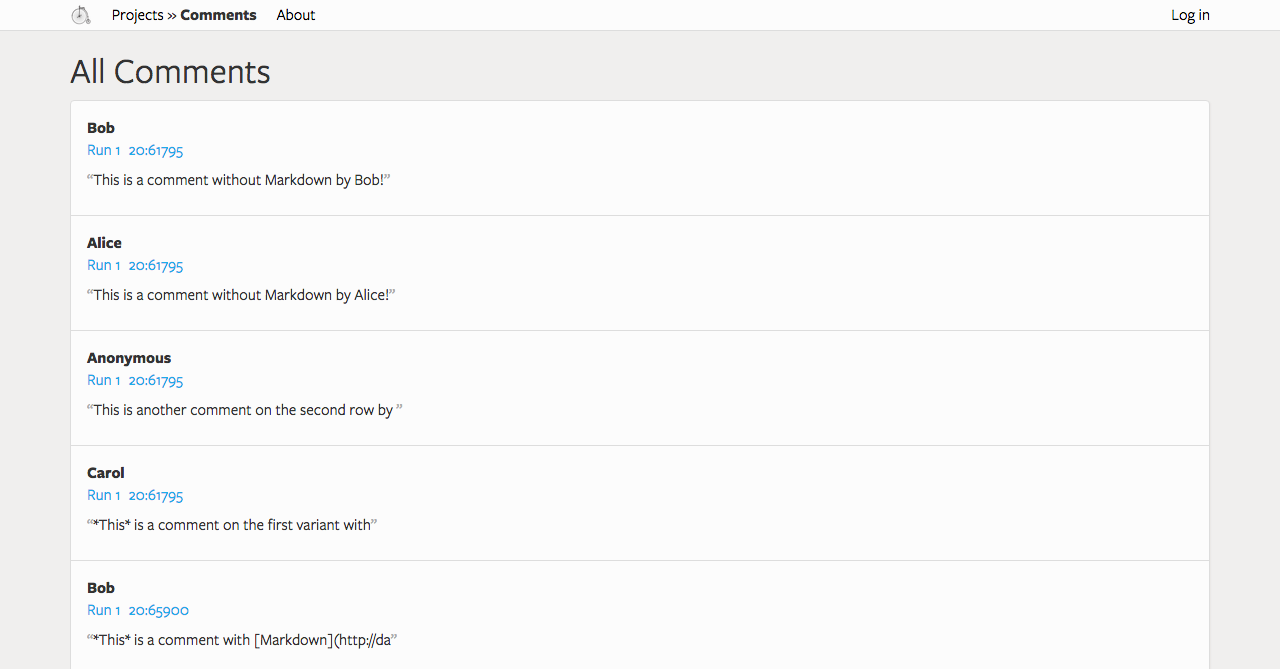 Projects » Comments About Log in
All Comments
Bob
Run 1 20:61795
“This is a comment without Markdown by Bob!”
Alice
Run 1 20:61795
“This is a comment without Markdown by Alice!”
Anonymous
Run 1 20:61795
“This is another comment on the second row by ”
Carol
Run 1 20:61795
“*This* is a comment on the first variant with”
Bob
Run 1 20:65900
“*This* is a comment with [Markdown](http://da”